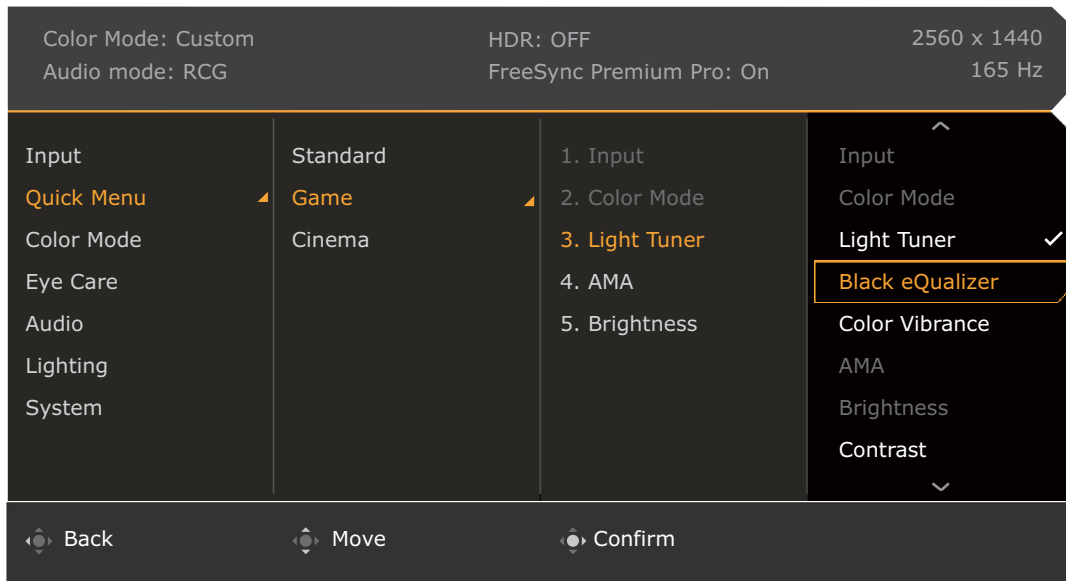 Color Mode: Custom
HDR: OFF
2560 x 1440
Audio mode: RCG
FreeSync Premium Pro: On
165 Hz
Input
Quick Menu
Color Mode
Eye Care
Audio
Lighting
System
Standard
Game
Cinema
1. Input
2. Color Mode
3. Light Tuner
4. AMA
5. Brightness
Input
Color Mode
Light Tuner
Black eQualizer
Color Vibrance
AMA
Brightness
Contrast
Back
Move
Confirm